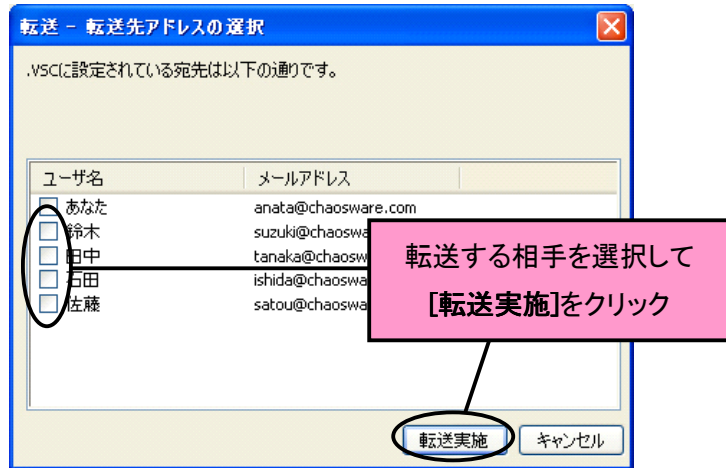 転送 - 転送先アドレスの選択
.VSCに設定されている宛先は以下の通りです。
ユーザ名 メールアドレス
あなた anata@chaosware.com
鈴木 suzuki@chaoswa
田中 tanaka@chaosw
石田 ishida@chaoswa
佐藤 satou@chaoswa
転送する相手を選択して
[転送実施]をクリック
転送実施 キャンセル